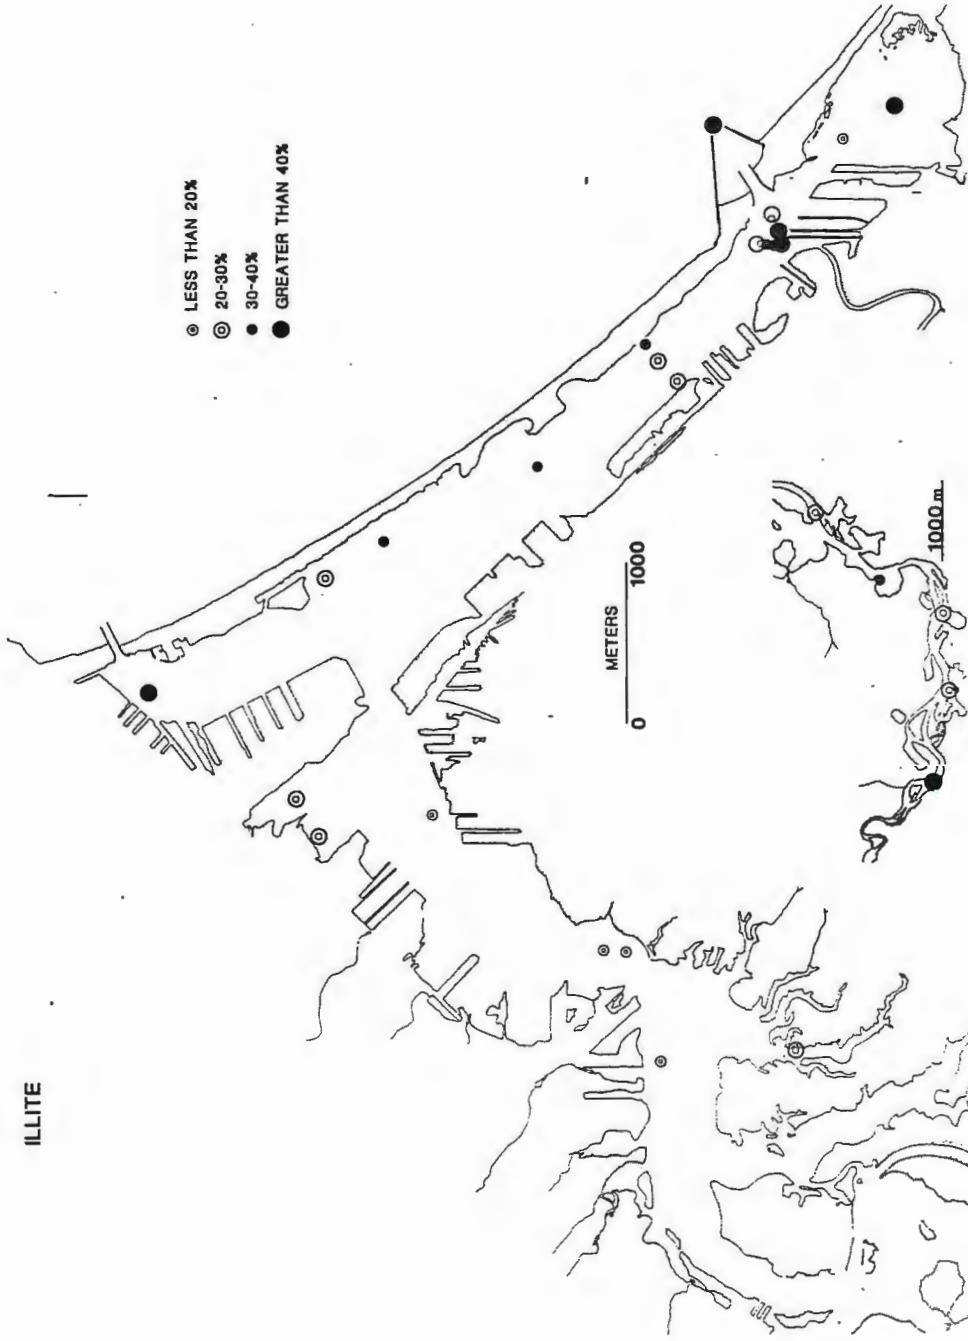 ILLITE
LESS THAN 20%
20-30%
30-40%
GREATER THAN 40%
METERS
0 1000
1000 m